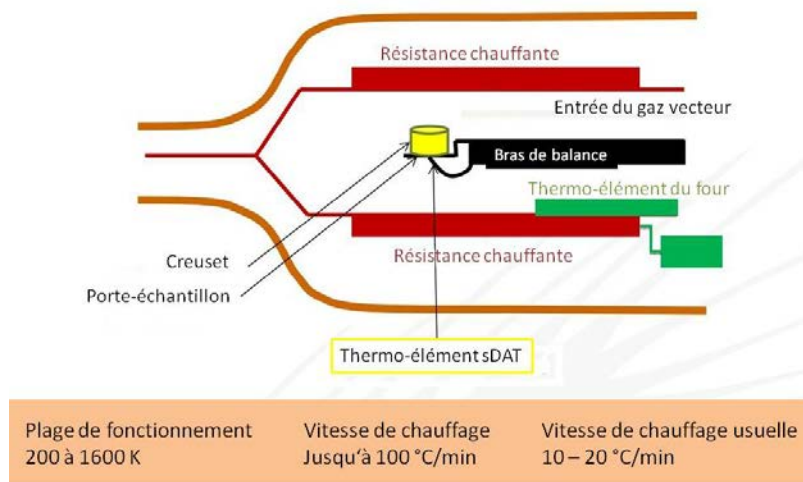 Résistance chauffante
Entrée du gaz vecteur
Bras de balance
Thermo-élément du four
Creuset
Résistance chauffante
Porte-échantillon
Thermo-élément sDAT
Plage de fonctionnement
200 à 1600 K
Vitesse de chauffage
Jusqu'à 100 °C/min
Vitesse de chauffage usuelle
10 – 20 °C/min